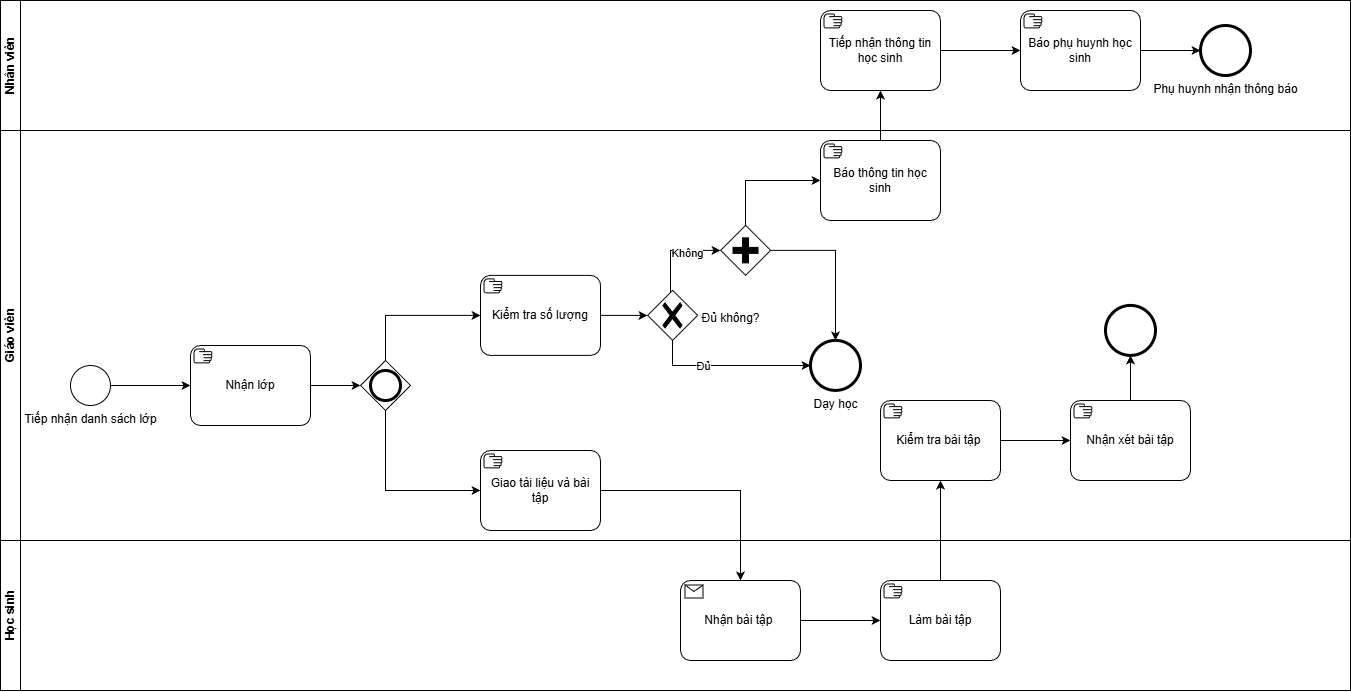 Nhân viên
Tiếp nhận thông tin
học sinh
Báo phụ huynh học
sinh
Phụ huynh nhận thông báo
Giáo viên
Báo thông tin học
sinh
Không
Kiểm tra số lượng
Đủ không?
Đủ
Dạy học
Nhận lớp
Tiếp nhận danh sách lớp
Kiểm tra bài tập
Nhận xét bài tập
Giao tài liệu và bài
tập
Học sinh
Nhận bài tập
Làm bài tập